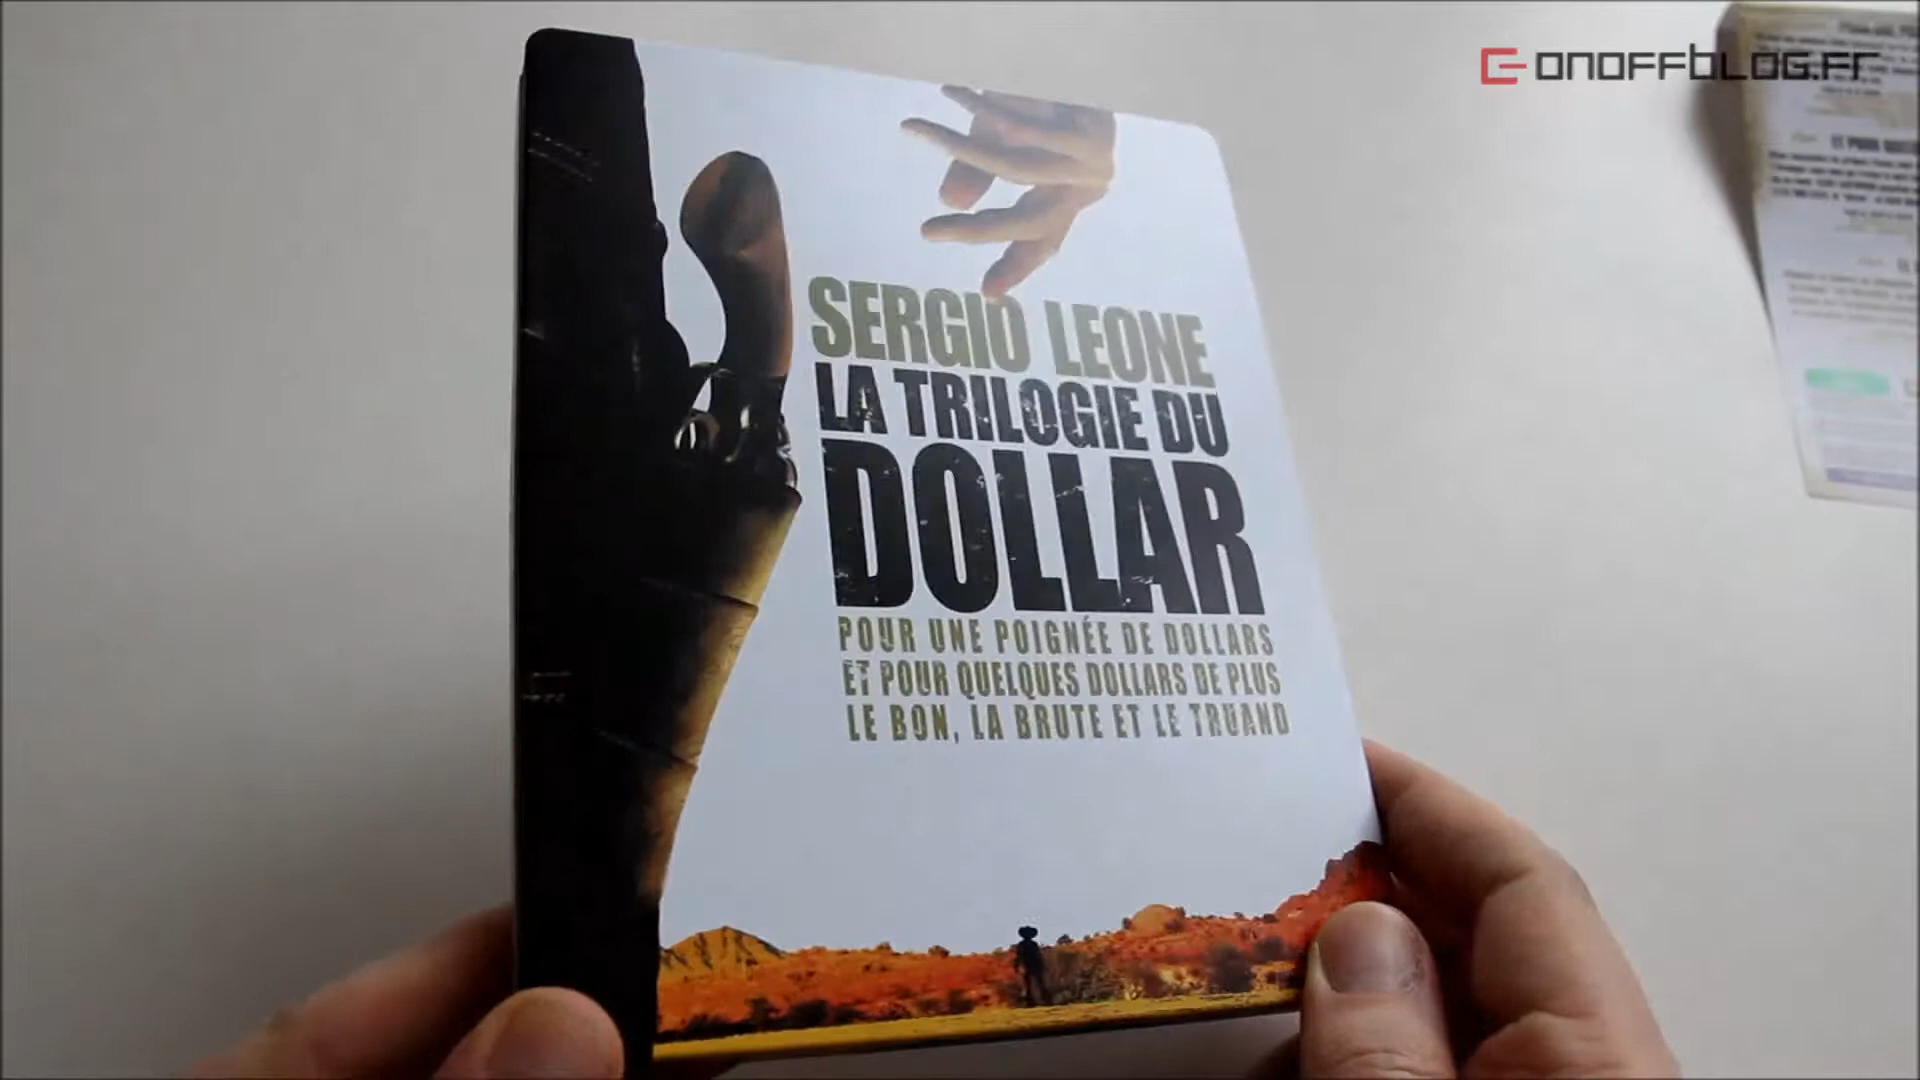 ONOFFBLOG.FR
SERGIO LEONE
LA TRILOGIE DU
DOLLAR
POUR UNE POIGNÉE DE DOLLARS
ET POUR QUELQUES DOLLARS DE PLUS
LE BON, LA BRUTE ET LE TRUAND